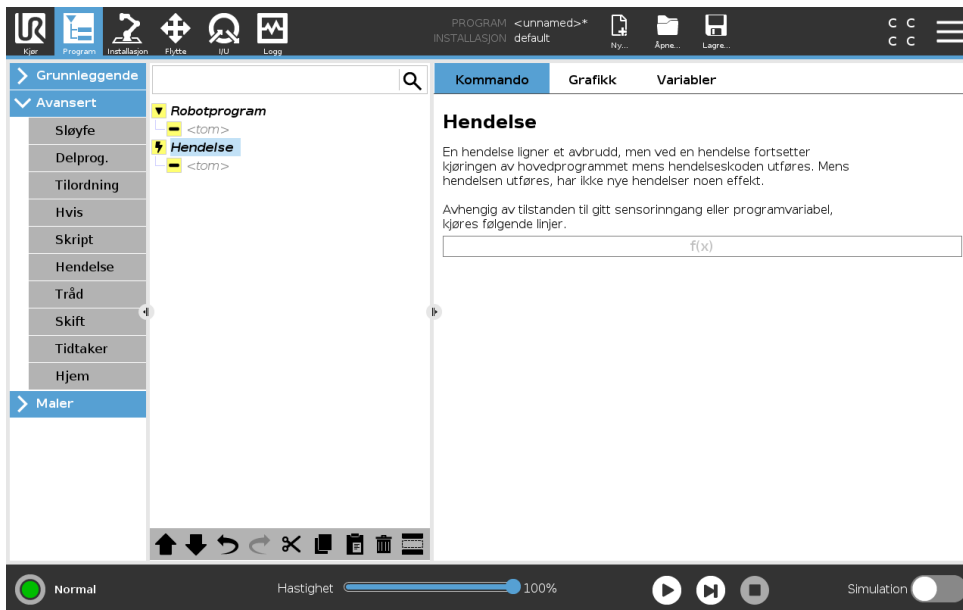 PROGRAM <unnamed>*
INSTALLASJON default
UR
Kjør
Program
Installasjon
Flytte
I/U
Logg
Ny...
Åpne...
Lagre...
C C
C C
Grunnleggende
Avansert
Sløyfe
Delprog.
Tilordning
Hvis
Skript
Hendelse
Tråd
Skift
Tidtaker
Hjem
Maler
Robotprogram
<tom>
Hendelse
<tom>
Kommando
Grafikk
Variabler
Hendelse
En hendelse ligner et avbrudd, men ved en hendelse fortsetter
kjøringen av hovedprogrammet mens hendelseskoden utføres. Mens
hendelsen utføres, har ikke nye hendelser noen effekt.
Avhengig av tilstanden til gitt sensorinngang eller programvariabel,
kjøres følgende linjer.
f(x)
Normal
Hastighet
100%
Simulation